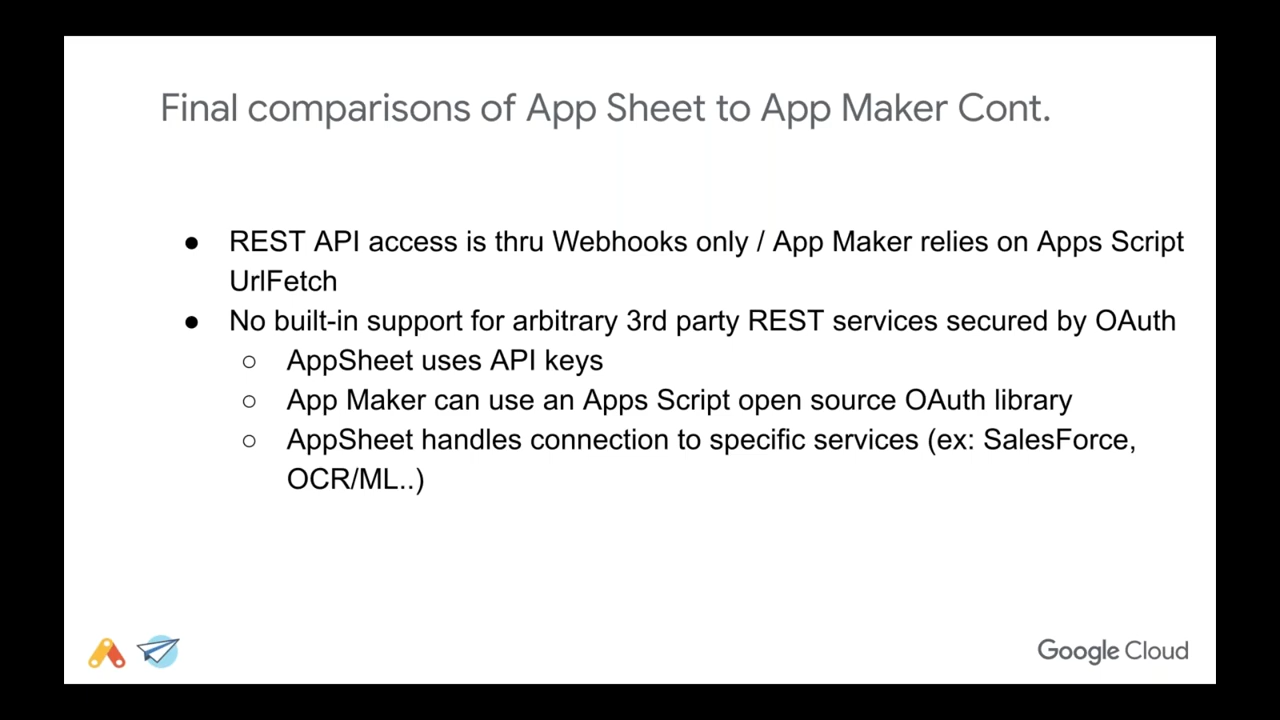 Final comparisons of App Sheet to App Maker Cont.
● REST API access is thru Webhooks only / App Maker relies on Apps Script
UrlFetch
● No built-in support for arbitrary 3rd party REST services secured by OAuth
○ AppSheet uses API keys
○ App Maker can use an Apps Script open source OAuth library
○ AppSheet handles connection to specific services (ex: SalesForce,
OCR/ML..)
Google Cloud